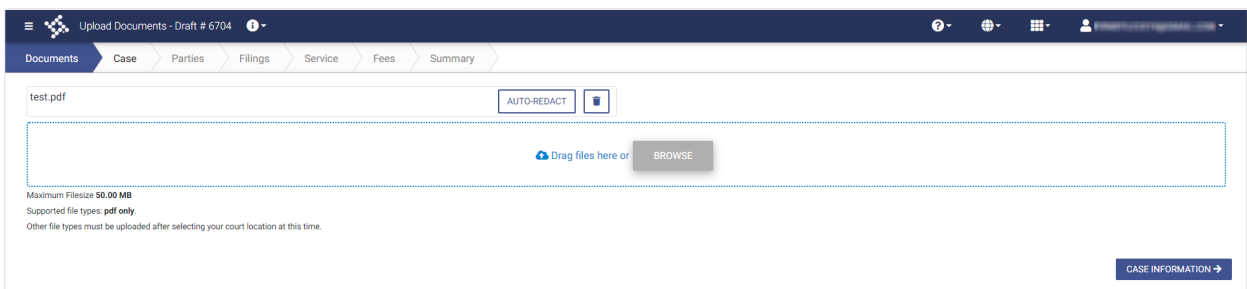 Upload Documents - Draft # 6704
Documents
Case
Parties
Filings
Service
Fees
Summary
test.pdf
AUTO-REDACT
Drag files here or
BROWSE
Maximum Filesize 50.00 MB
Supported file types: pdf only.
Other file types must be uploaded after selecting your court location at this time.
CASE INFORMATION